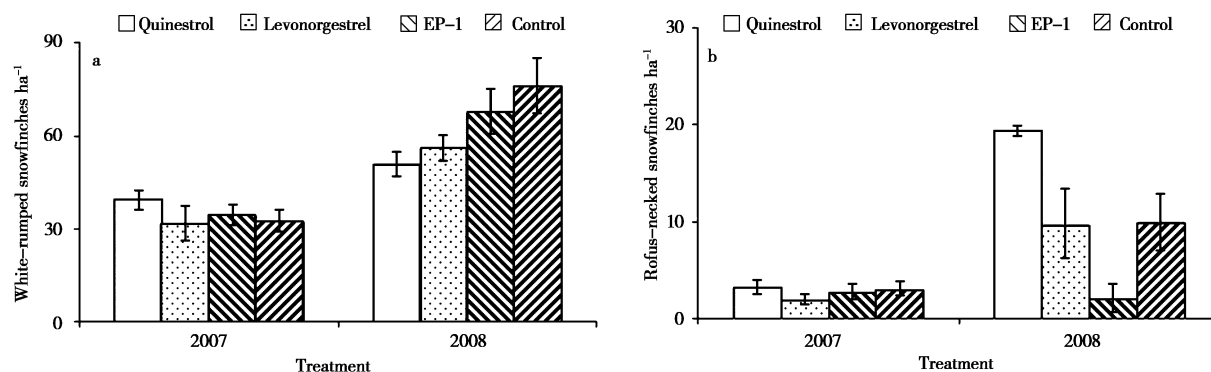 Quinestrol Levonorgestrel EP-1 Control
90
60
30
0
a
White-rumped snowfinches ha⁻¹
2007 2008
Treatment
Quinestrol Levonorgestrel EP-1 Control
30
20
10
0
b
Rofus-necked snowfinches ha⁻¹
2007 2008
Treatment